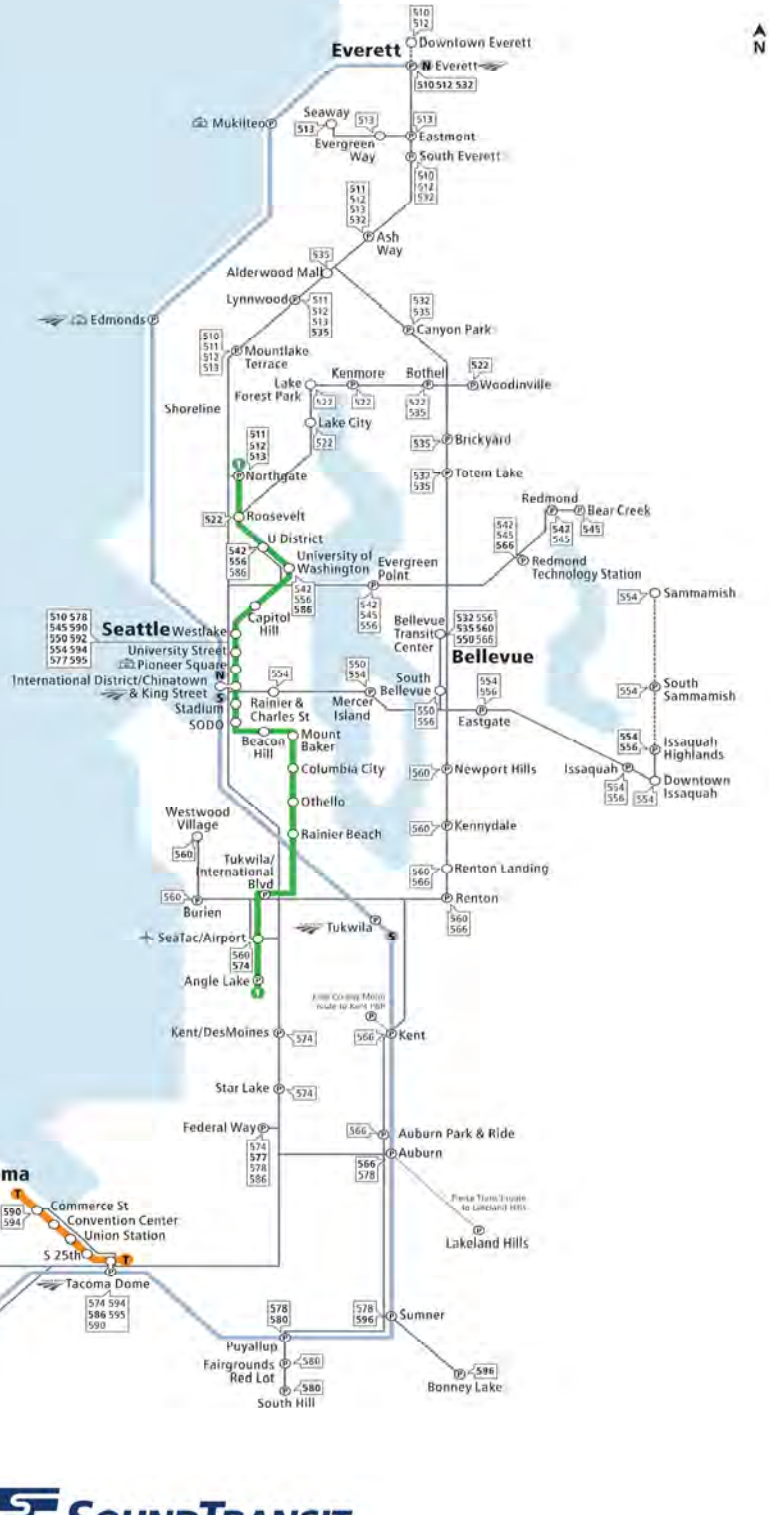 510
512
Downtown Everett
N
Everett
N Everett
510 512 532
Seaway
513
513
513
Mukilteo
Evergreen
Way
Eastmont
South Everett
510
512
532
511
512
513
532
Ash
Way
535
Alderwood Mall
Lynnwood
511
512
513
535
532
535
Canyon Park
Edmonds
510
511
512
513
Mountlake
Terrace
Lake
Forest Park
522
Kenmore
522
Bothel
522
535
522
Woodinville
Shoreline
Lake City
522
511
512
513
1
Northgate
535
Brickyard
532
535
Totem Lake
522
Roosevelt
Redmond
542
545
Bear Creek
545
542
545
566
Redmond
Technology Station
U District
542
556
586
University of
Washington
542
556
586
Evergreen
Point
542
545
556
554
Sammamish
Capitol
Hill
510 578
545 590
550 592
554 594
577 595
Seattle
Westlake
University Street
Pioneer Square
N
International District/Chinatown
& King Street
S
Stadium
SODO
Bellevue
Transit
Center
532 556
535 560
550 566
Bellevue
554
Rainier &
Charles St
550
554
Mercer
Island
South
Bellevue
550
556
554
556
Eastgate
554
South
Sammamish
554
556
Issaquah
Highlands
Issaquah
554
556
Downtown
Issaquah
554
Beacon
Hill
Mount
Baker
Columbia City
Othello
Rainier Beach
560
Newport Hills
560
Kennydale
560
566
Renton Landing
Renton
560
566
Westwood
Village
560
560
Burien
Tukwila/
International
Blvd
SeaTac/Airport
560
574
Angle Lake
1
Tukwila
S
route to Kent P&R
566
Kent
Kent/DesMoines
574
Star Lake
574
Federal Way
574
577
578
586
566
Auburn Park & Ride
Auburn
566
578
Pierce Transit route
to Lakeland Hills
Lakeland Hills
ma
T
590
594
Commerce St
Convention Center
Union Station
S 25th
T
Tacoma Dome
574 594
586 595
590
578
580
Puyallup
578
596
Sumner
Fairgrounds
Red Lot
580
580
South Hill
596
Bonney Lake
SOUNDTRANSIT